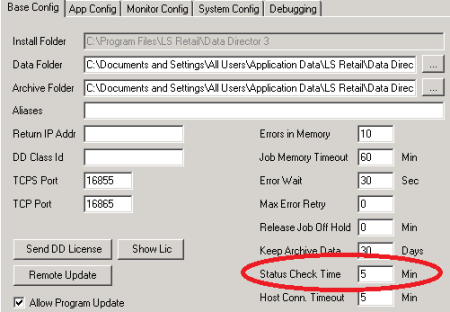 Base Config App Config Monitor Config System Config Debugging
Install Folder C:\Program Files\LS Retail\Data Director 3
Data Folder C:\Documents and Settings\All Users\Application Data\LS Retail\Data Direc ...
Archive Folder C:\Documents and Settings\All Users\Application Data\LS Retail\Data Direc ...
Aliases
Return IP Addr Errors in Memory 10
DD Class Id Job Memory Timeout 60 Min
TCPS Port 16855 Error Wait 30 Sec
TCP Port 16865 Max Error Retry 0
Release Job Off Hold 0 Min
Send DD License Show Lic Keep Archive Data 30 Days
Remote Update Status Check Time 5 Min
Allow Program Update Host Conn. Timeout 5 Min